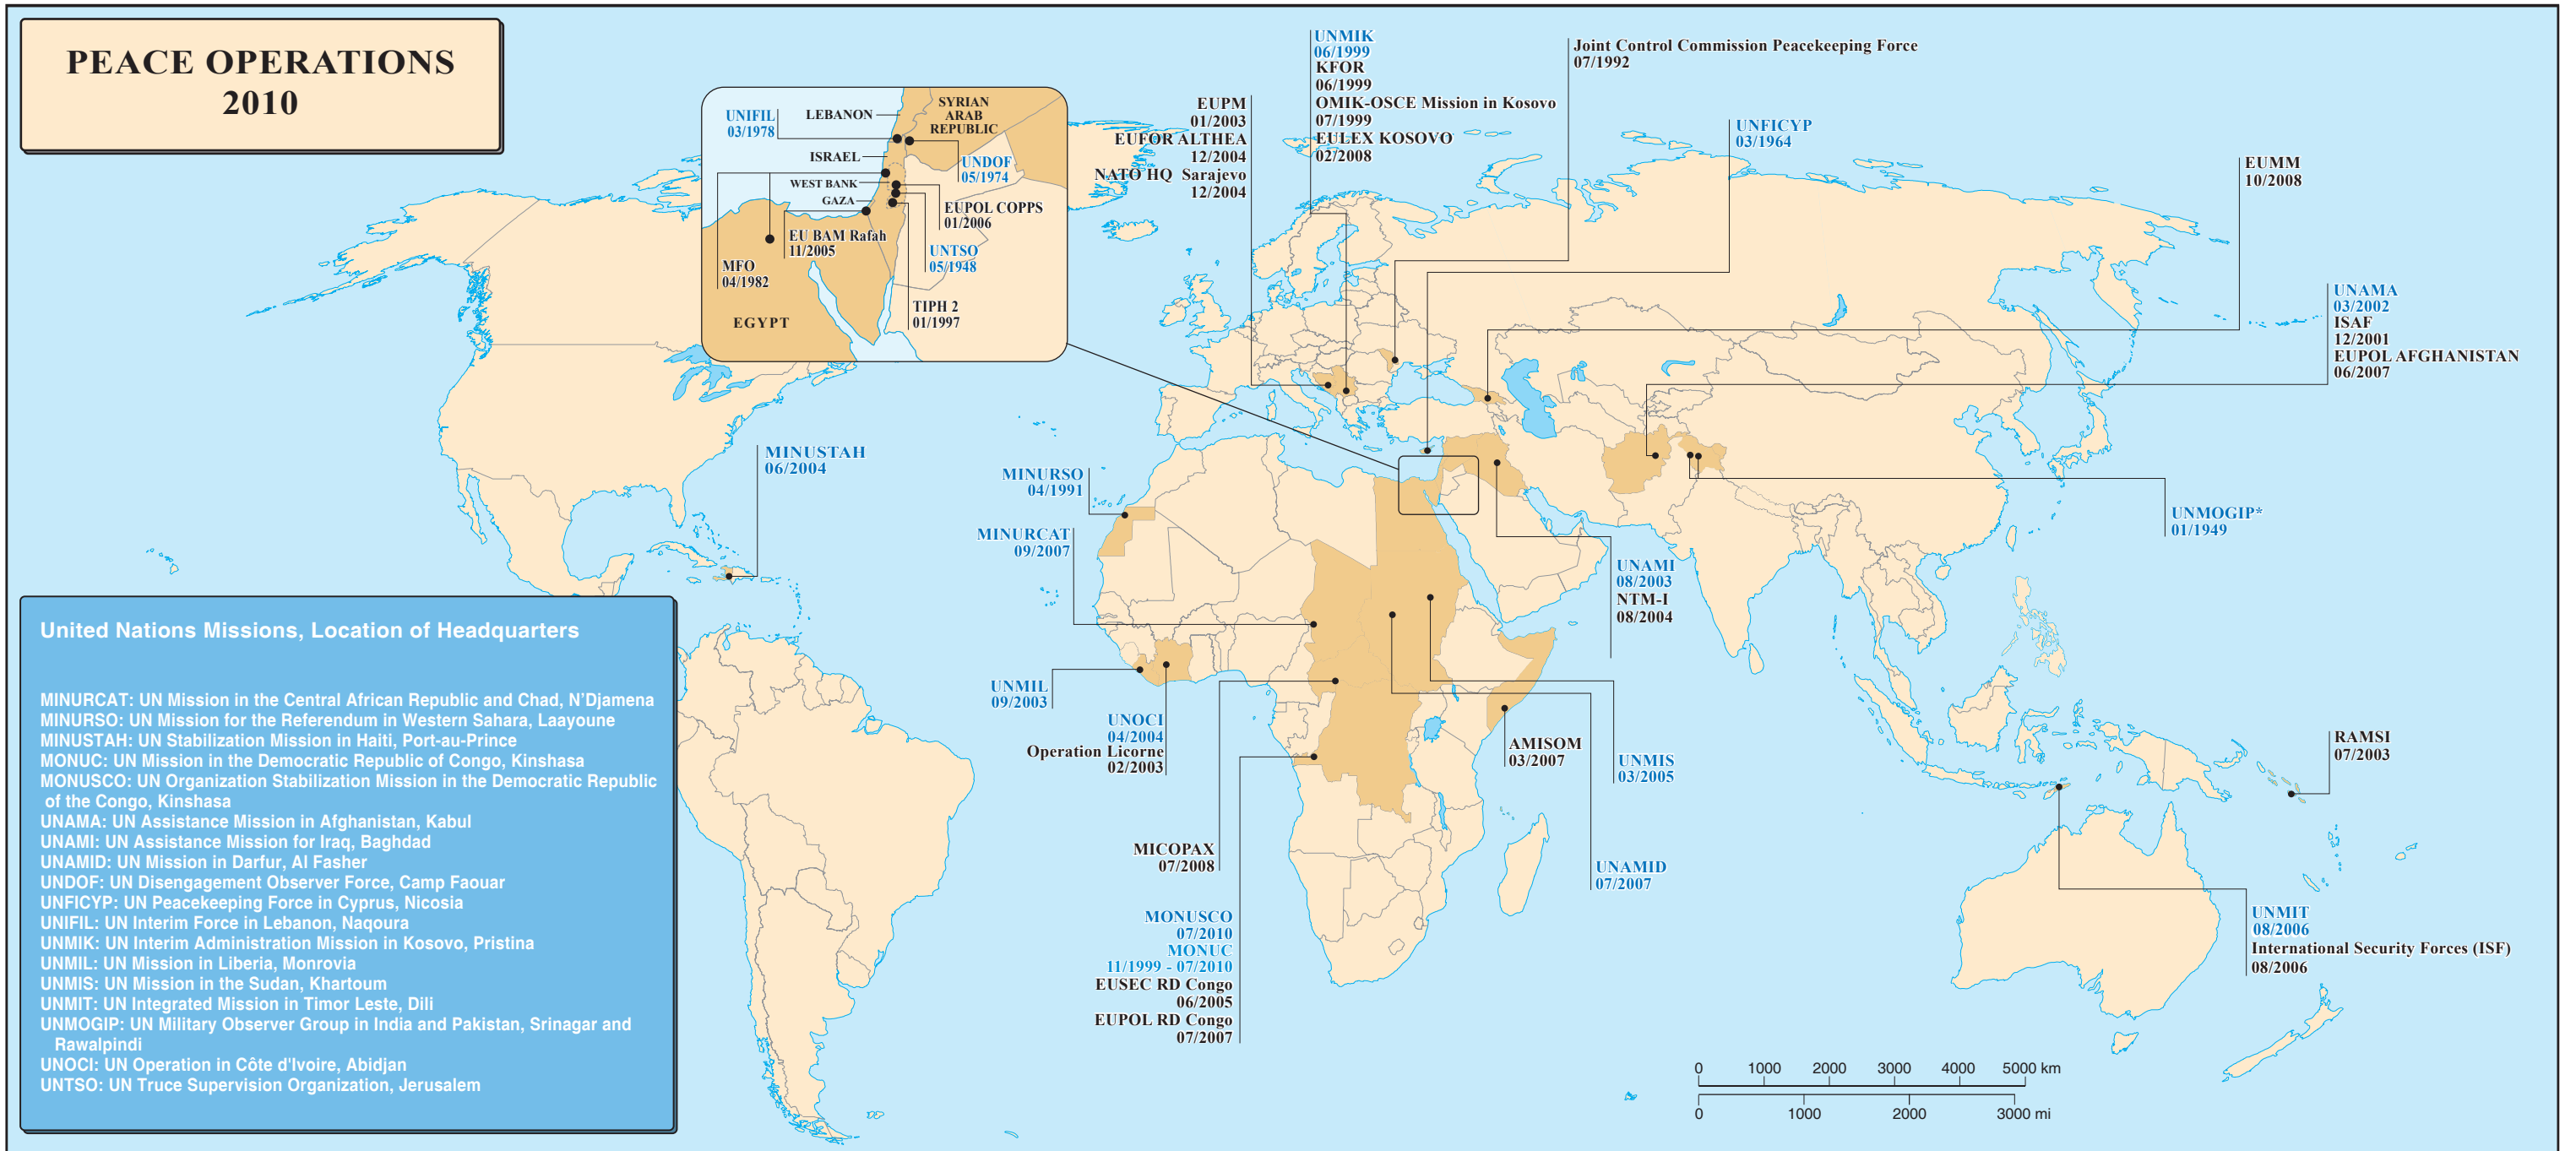 PEACE OPERATIONS
2010
UNIFIL
03/1978
LEBANON
SYRIAN
ARAB
REPUBLIC
ISRAEL
UNDOF
05/1974
WEST BANK
GAZA
EUPOL COPPS
01/2006
EU BAM Rafah
11/2005
UNTSO
05/1948
MFO
04/1982
TIPH 2
01/1997
EGYPT
EUPM
01/2003
EUFOR ALTHEA
12/2004
NATO HQ Sarajevo
12/2004
UNMIK
06/1999
KFOR
06/1999
OMIK-OSCE Mission in Kosovo
07/1999
EULEX KOSOVO
02/2008
Joint Control Commission Peacekeeping Force
07/1992
UNFICYP
03/1964
EUMM
10/2008
UNAMA
03/2002
ISAF
12/2001
EUPOL AFGHANISTAN
06/2007
MINUSTAH
06/2004
MINURSO
04/1991
MINURCAT
09/2007
UNMOGIP*
01/1949
UNAMI
08/2003
NTM-I
08/2004
UNMIL
09/2003
UNOCI
04/2004
Operation Licorne
02/2003
AMISOM
03/2007
UNMIS
03/2005
RAMSI
07/2003
MICOPAX
07/2008
UNAMID
07/2007
MONUSCO
07/2010
MONUC
11/1999 - 07/2010
EUSEC RD Congo
06/2005
EUPOL RD Congo
07/2007
UNMIT
08/2006
International Security Forces (ISF)
08/2006
United Nations Missions, Location of Headquarters
MINURCAT: UN Mission in the Central African Republic and Chad, N’Djamena
MINURSO: UN Mission for the Referendum in Western Sahara, Laayoune
MINUSTAH: UN Stabilization Mission in Haiti, Port-au-Prince
MONUC: UN Mission in the Democratic Republic of Congo, Kinshasa
MONUSCO: UN Organization Stabilization Mission in the Democratic Republic
of the Congo, Kinshasa
UNAMA: UN Assistance Mission in Afghanistan, Kabul
UNAMI: UN Assistance Mission for Iraq, Baghdad
UNAMID: UN Mission in Darfur, Al Fasher
UNDOF: UN Disengagement Observer Force, Camp Faouar
UNFICYP: UN Peacekeeping Force in Cyprus, Nicosia
UNIFIL: UN Interim Force in Lebanon, Naqoura
UNMIK: UN Interim Administration Mission in Kosovo, Pristina
UNMIL: UN Mission in Liberia, Monrovia
UNMIS: UN Mission in the Sudan, Khartoum
UNMIT: UN Integrated Mission in Timor Leste, Dili
UNMOGIP: UN Military Observer Group in India and Pakistan, Srinagar and
Rawalpindi
UNOCI: UN Operation in Côte d'Ivoire, Abidjan
UNTSO: UN Truce Supervision Organization, Jerusalem
0 1000 2000 3000 4000 5000 km
0 1000 2000 3000 mi